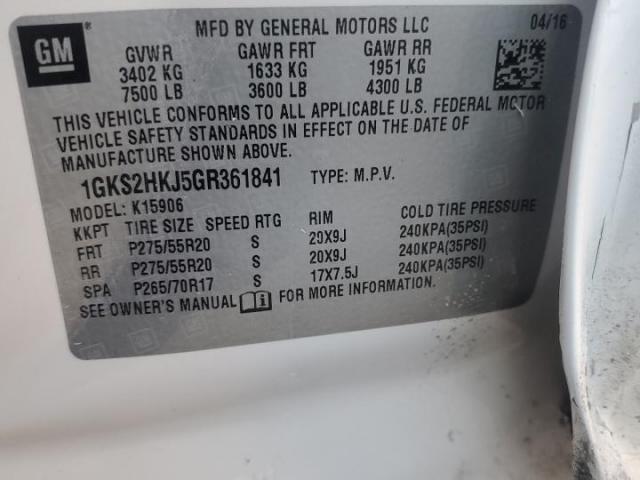 GM
MFD BY GENERAL MOTORS LLC 04/16
GVWR GAWR FRT GAWR RR
3402 KG 1633 KG 1951 KG
7500 LB 3600 LB 4300 LB
THIS VEHICLE CONFORMS TO ALL APPLICABLE U.S. FEDERAL MOTOR
VEHICLE SAFETY STANDARDS IN EFFECT ON THE DATE OF
MANUFACTURE SHOWN ABOVE.
1GKS2HKJ5GR361841 TYPE: M.P.V.
MODEL: K15906
KKPT TIRE SIZE SPEED RTG RIM COLD TIRE PRESSURE
FRT P275/55R20 S 20X9J 240KPA(35PSI)
RR P275/55R20 S 20X9J 240KPA(35PSI)
SPA P265/70R17 S 17X7.5J 240KPA(35PSI)
SEE OWNER'S MANUAL FOR MORE INFORMATION.